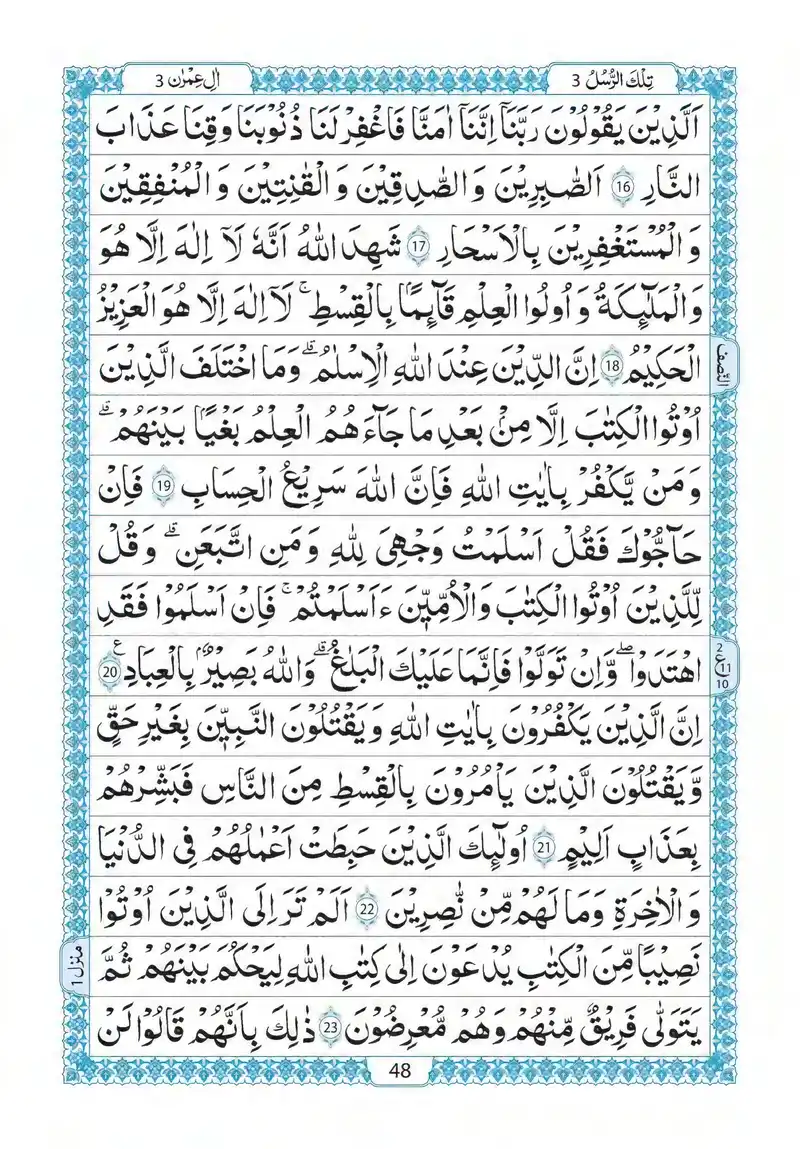 تِلْكَ الرُّسُلُ 3
اٰلِ عِمْرٰن 3
اَلَّذِيْنَ يَقُوْلُوْنَ رَبَّنَاۤ اِنَّنَاۤ اٰمَنَّا فَاغْفِرْ لَنَا ذُنُوْبَنَا وَقِنَا عَذَابَ
النَّارِ 16 اَلصّٰبِرِيْنَ وَالصّٰدِقِيْنَ وَالْقٰنِتِيْنَ وَالْمُنْفِقِيْنَ
وَالْمُسْتَغْفِرِيْنَ بِالْاَسْحَارِ 17 شَهِدَ اللّٰهُ اَنَّهٗ لَاۤ اِلٰهَ اِلَّا هُوَ
وَالْمَلٰٓئِكَةُ وَاُولُوا الْعِلْمِ قَآئِمًۢا بِالْقِسْطِ ۚ لَاۤ اِلٰهَ اِلَّا هُوَ الْعَزِيْزُ
الْحَكِيْمُ 18 اِنَّ الدِّيْنَ عِنْدَ اللّٰهِ الْاِسْلٰمُ ۗ وَمَا اخْتَلَفَ الَّذِيْنَ
النّصف
اُوْتُوا الْكِتٰبَ اِلَّا مِنْۢ بَعْدِ مَا جَآءَهُمُ الْعِلْمُ بَغْيًۢا بَيْنَهُمْ ۗ
وَمَنْ يَّكْفُرْ بِاٰيٰتِ اللّٰهِ فَاِنَّ اللّٰهَ سَرِيْعُ الْحِسَابِ 19 فَاِنْ
حَآجُّوْكَ فَقُلْ اَسْلَمْتُ وَجْهِيَ لِلّٰهِ وَمَنِ اتَّبَعَنِ ۗ وَقُلْ
لِّلَّذِيْنَ اُوْتُوا الْكِتٰبَ وَالْاُمِّيّٖنَ ءَاَسْلَمْتُمْ ۚ فَاِنْ اَسْلَمُوْا فَقَدِ
اهْتَدَوْا ۖ وَّاِنْ تَوَلَّوْا فَاِنَّمَا عَلَيْكَ الْبَلٰغُ ۗ وَاللّٰهُ بَصِيْرٌۢ بِالْعِبَادِ 20 ع
2
ع 11
10
اِنَّ الَّذِيْنَ يَكْفُرُوْنَ بِاٰيٰتِ اللّٰهِ وَيَقْتُلُوْنَ النَّبِيّٖنَ بِغَيْرِ حَقٍّ
وَّيَقْتُلُوْنَ الَّذِيْنَ يَاْمُرُوْنَ بِالْقِسْطِ مِنَ النَّاسِ فَبَشِّرْهُمْ
بِعَذَابٍ اَلِيْمٍ 21 اُولٰٓئِكَ الَّذِيْنَ حَبِطَتْ اَعْمٰلُهُمْ فِى الدُّنْيَا
وَالْاٰخِرَةِ وَمَا لَهُمْ مِّنْ نّٰصِرِيْنَ 22 اَلَمْ تَرَ اِلَى الَّذِيْنَ اُوْتُوْا
نَصِيْبًا مِّنَ الْكِتٰبِ يُدْعَوْنَ اِلٰى كِتٰبِ اللّٰهِ لِيَحْكُمَ بَيْنَهُمْ ثُمَّ
منزل 1
يَتَوَلّٰى فَرِيْقٌ مِّنْهُمْ وَهُمْ مُّعْرِضُوْنَ 23 ذٰلِكَ بِاَنَّهُمْ قَالُوْا لَنْ
48